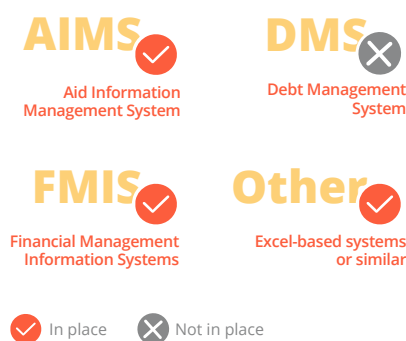 AIMS
Aid Information
Management System
DMS
Debt Management
System
FMIS
Financial Management
Information Systems
Other
Excel-based systems
or similar
In place
Not in place